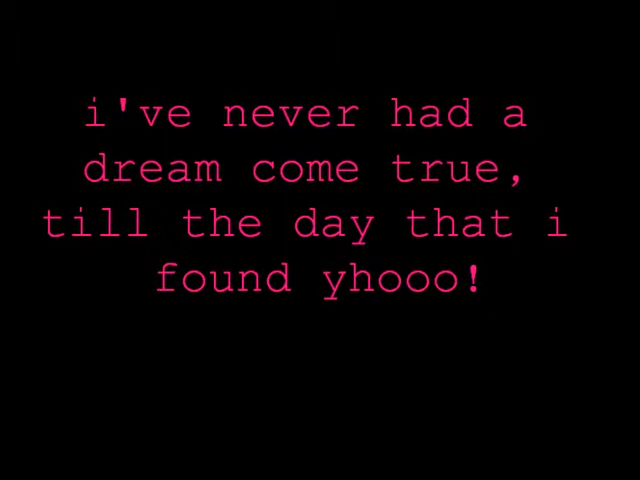 i've never had a
dream come true,
till the day that i
found yhooo!